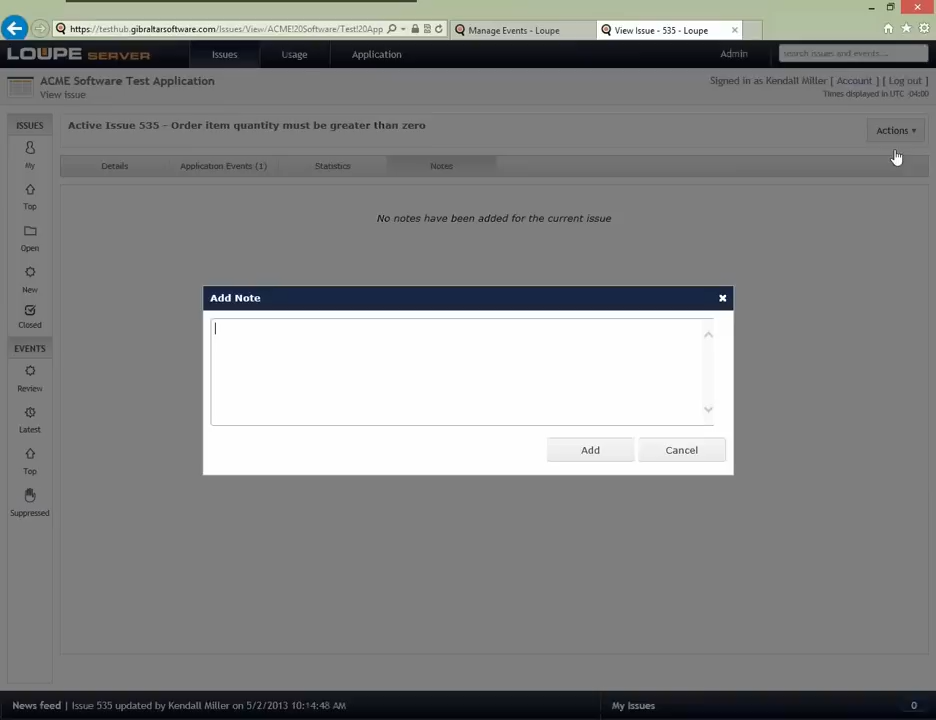 https://testhub.gibraltarsoftware.com/Issues/View/ACME!20Software/Test!20App
Manage Events - Loupe
View Issue - 535 - Loupe
LOUPE SERVER
Issues
Usage
Application
Admin
search issues and events...
ACME Software Test Application
View Issue
Signed in as Kendall Miller [ Account ] [ Log out ]
Times displayed in UTC -04:00
ISSUES
My
Top
Open
New
Closed
EVENTS
Review
Latest
Top
Suppressed
Active Issue 535 - Order item quantity must be greater than zero
Actions
Details
Application Events (1)
Statistics
Notes
No notes have been added for the current issue
Add Note
Add
Cancel
News feed | Issue 535 updated by Kendall Miller on 5/2/2013 10:14:48 AM
My Issues
0